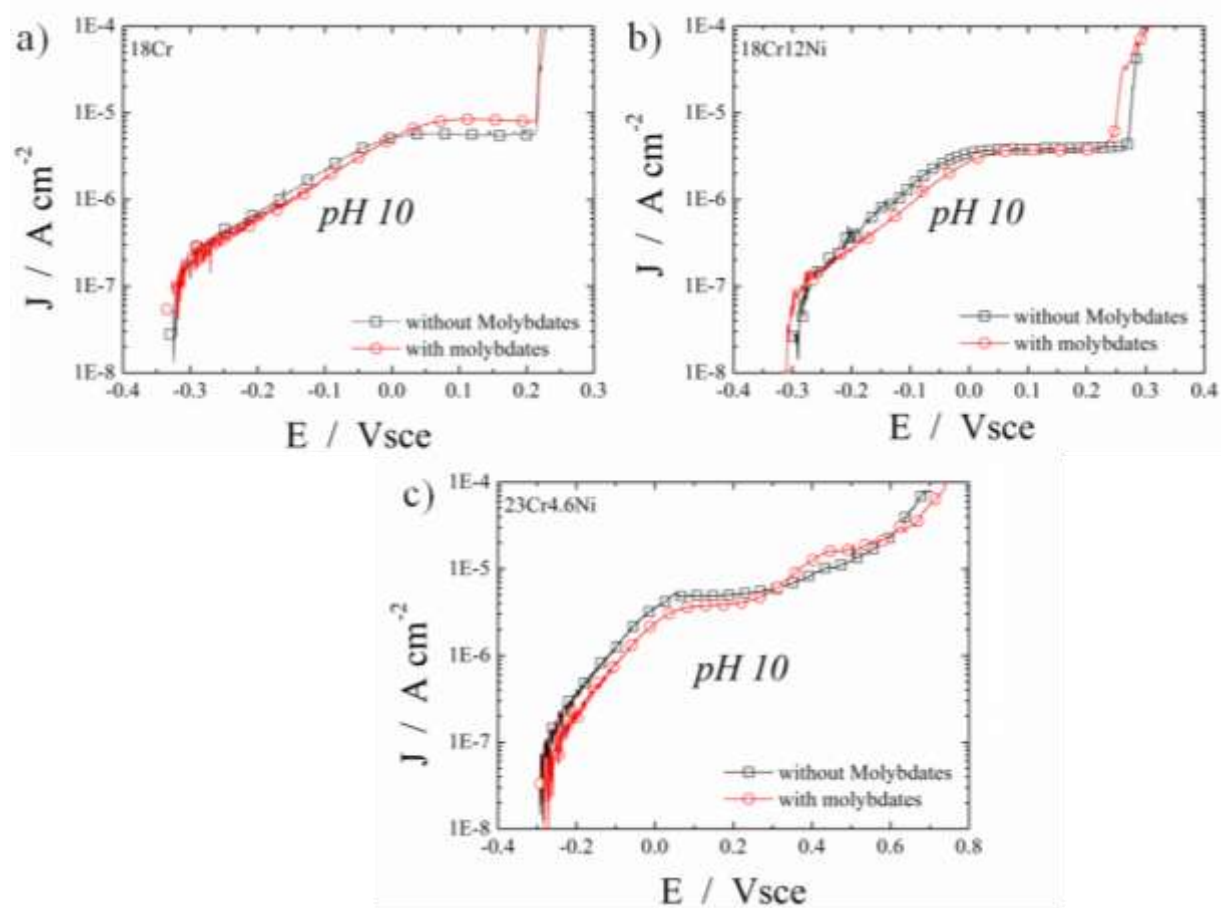 a)
18Cr
1E-4
1E-5
1E-6
1E-7
1E-8
J / A cm⁻²
pH 10
without Molybdates
with molybdates
-0.4 -0.3 -0.2 -0.1 0.0 0.1 0.2 0.3
E / Vsce
b)
18Cr12Ni
1E-4
1E-5
1E-6
1E-7
1E-8
J / A cm⁻²
pH 10
without Molybdates
with molybdates
-0.4 -0.3 -0.2 -0.1 0.0 0.1 0.2 0.3 0.4
E / Vsce
c)
23Cr4.6Ni
1E-4
1E-5
1E-6
1E-7
1E-8
J / A cm⁻²
pH 10
without Molybdates
with molybdates
-0.4 -0.2 0.0 0.2 0.4 0.6 0.8
E / Vsce